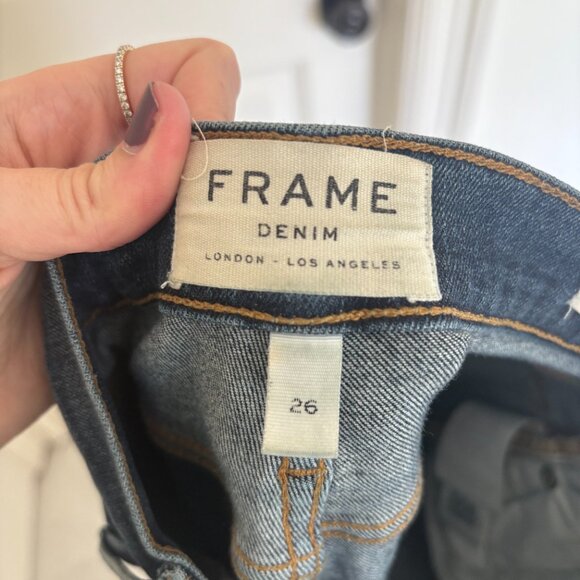 FRAME
DENIM
LONDON - LOS ANGELES
26